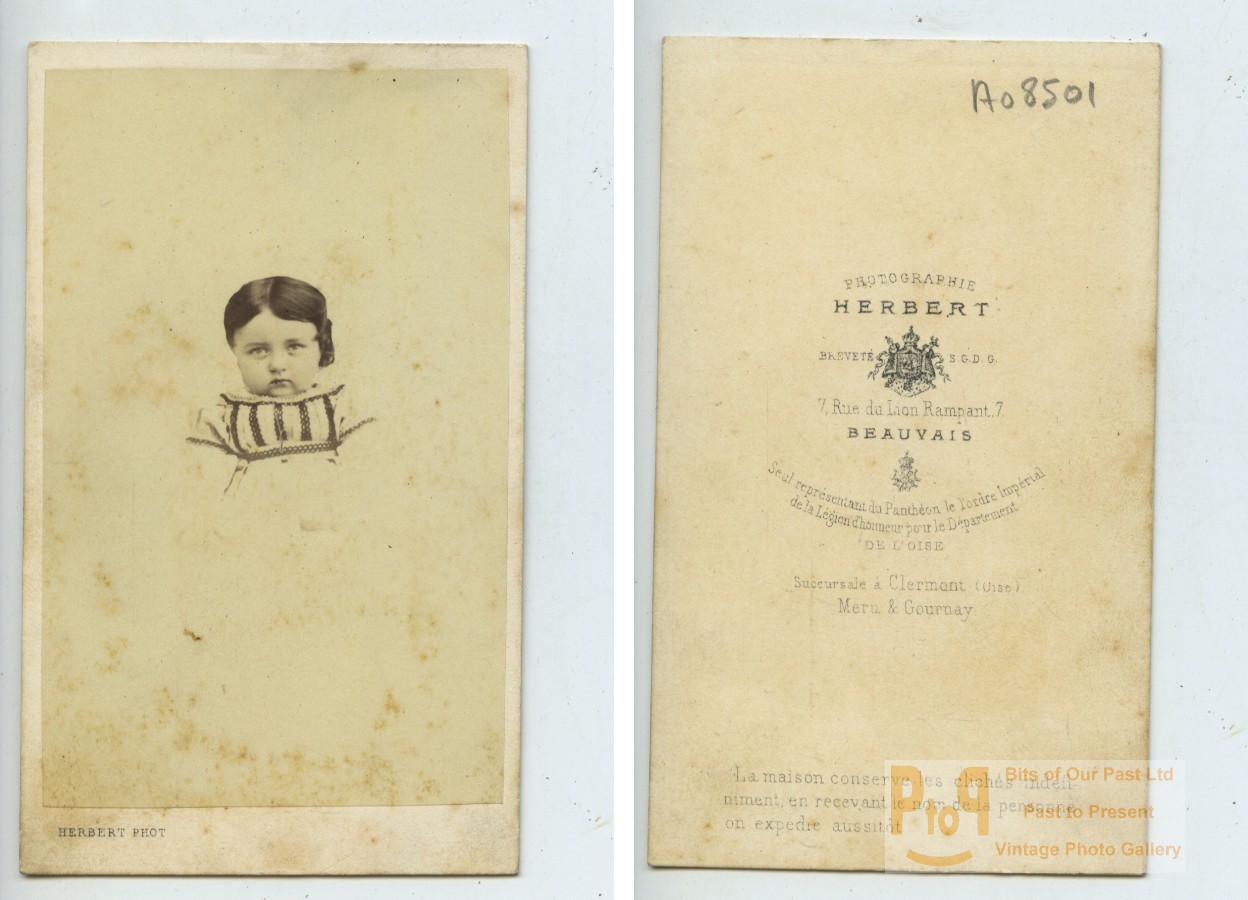 HERBERT PHOT
A08501
PHOTOGRAPHIE
HERBERT
BREVETÉ S.G.D.G.
7, Rue du Lion Rampant, 7.
BEAUVAIS
Seul représentant du Panthéon de l'ordre Impérial
de la Légion d'honneur pour le Département
DE L'OISE
Succursale à Clermont (Oise)
Meru & Gournay.
La maison conserve les clichés indéfi-
niment, en recevant le nom de la personne
on expédie aussitôt
PtoP
Bits of Our Past Ltd
Past to Present
Vintage Photo Gallery